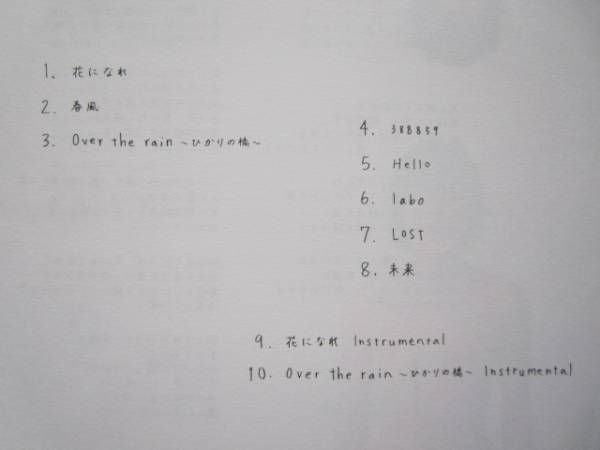 1. 花になれ
2. 春風
3. Over the rain ～ひかりの橋～
4. 388859
5. Hello
6. labo
7. LOST
8. 未来
9. 花になれ Instrumental
10. Over the rain ～ひかりの橋～ Instrumental